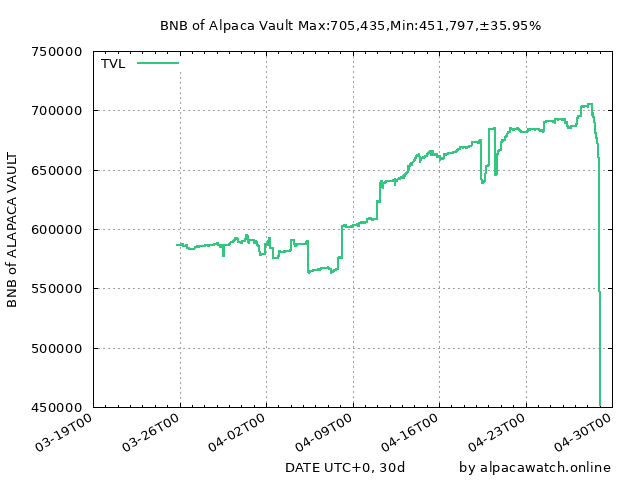 BNB of Alpaca Vault Max:705,435,Min:451,797,±35.95%
TVL
750000
700000
650000
600000
550000
500000
450000
BNB of ALAPACA VAULT
03-19T00
03-26T00
04-02T00
04-09T00
04-16T00
04-23T00
04-30T00
DATE UTC+0, 30d
by alpacawatch.online